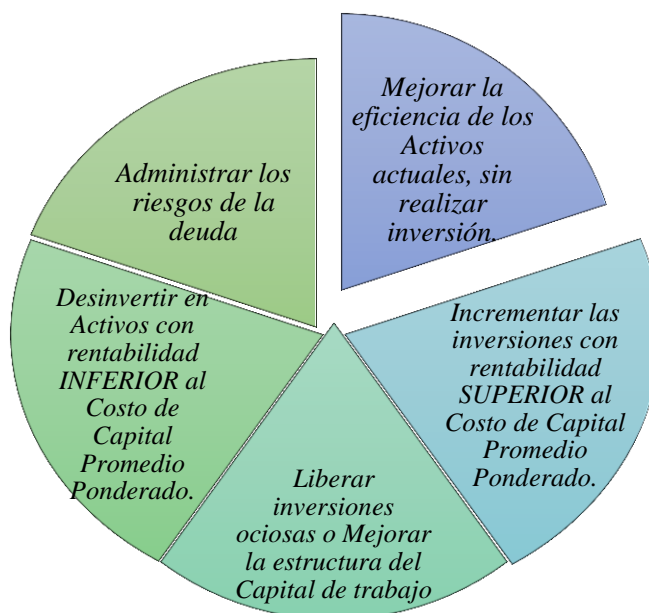 Mejorar la
eficiencia de los
Activos
actuales, sin
realizar
inversión.
Incrementar las
inversiones con
rentabilidad
SUPERIOR al
Costo de Capital
Promedio
Ponderado.
Liberar
inversiones
ociosas o Mejorar
la estructura del
Capital de trabajo
Desinvertir en
Activos con
rentabilidad
INFERIOR al
Costo de
Capital
Promedio
Ponderado.
Administrar los
riesgos de la
deuda